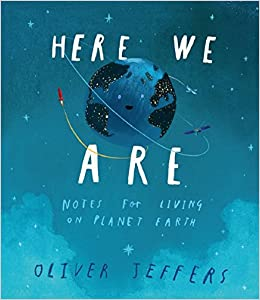 HERE WE
ARE
NOTES FOR LIVING
ON PLANET EARTH
OLIVER JEFFERS